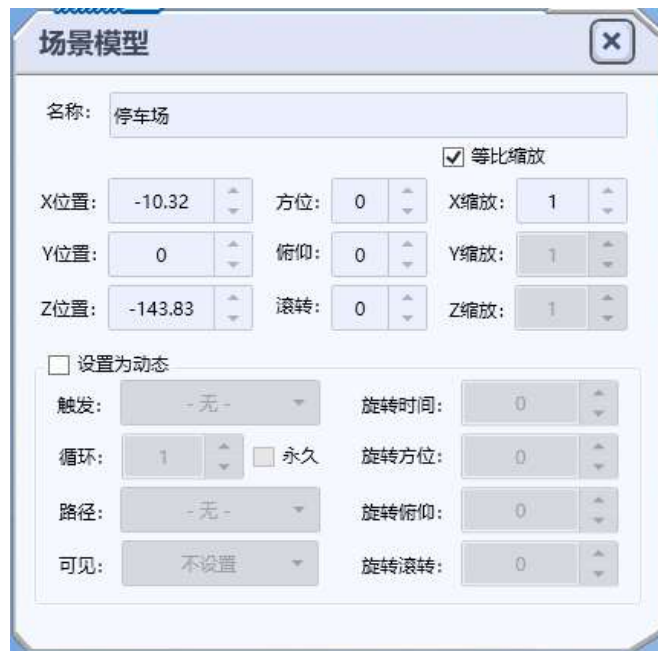 场景模型
名称: 停车场
等比缩放
X位置: -10.32 方位: 0 X缩放: 1
Y位置: 0 俯仰: 0 Y缩放: 1
Z位置: -143.83 滚转: 0 Z缩放: 1
设置为动态
触发: -无- 旋转时间: 0
循环: 1 永久 旋转方位: 0
路径: -无- 旋转俯仰: 0
可见: 不设置 旋转滚转: 0